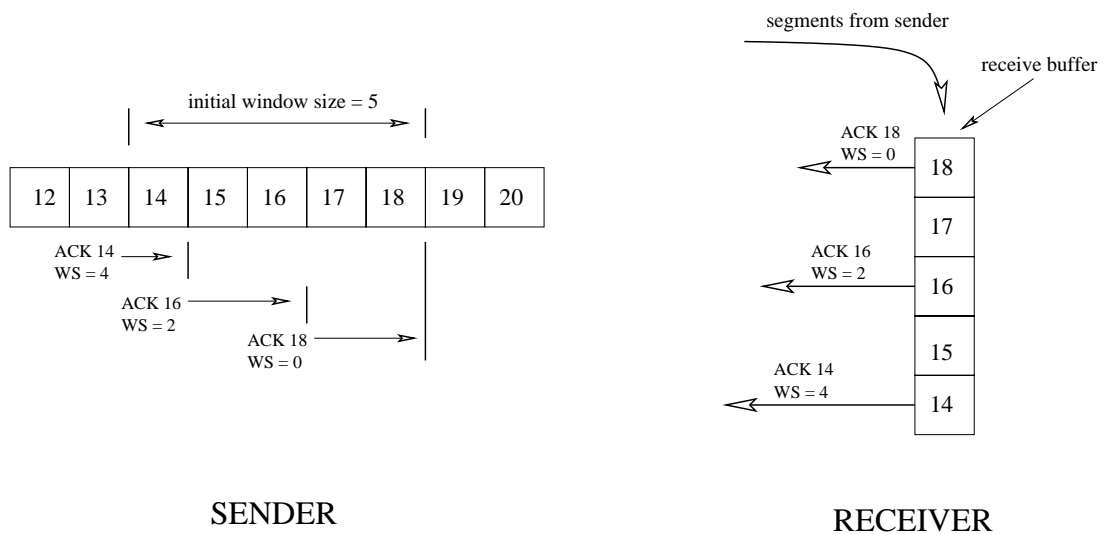 segments from sender
receive buffer
initial window size = 5
12 13 14 15 16 17 18 19 20
ACK 14
WS = 4
ACK 16
WS = 2
ACK 18
WS = 0
ACK 18
WS = 0
18
17
ACK 16
WS = 2
16
15
ACK 14
WS = 4
14
SENDER
RECEIVER